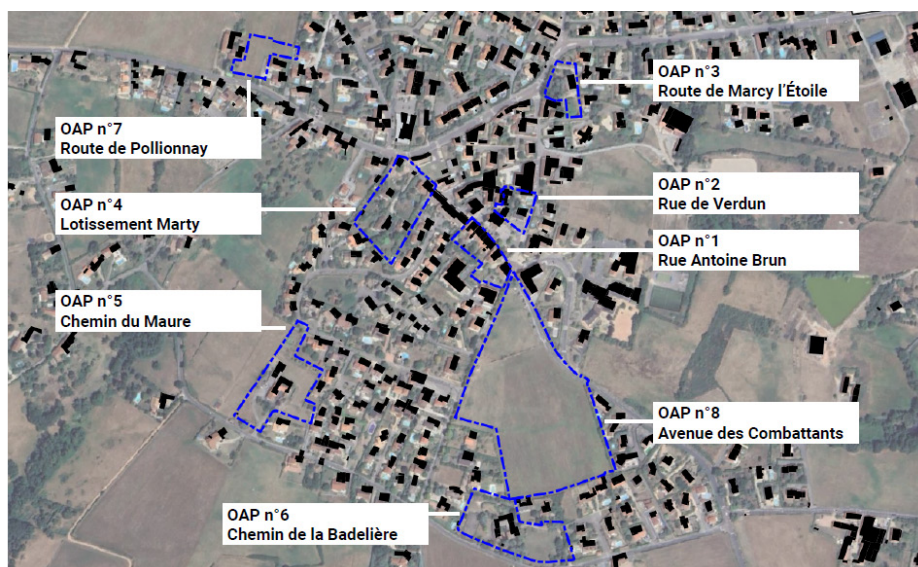 OAP n°3
Route de Marcy l'Étoile
OAP n°7
Route de Pollionnay
OAP n°4
Lotissement Marty
OAP n°2
Rue de Verdun
OAP n°1
Rue Antoine Brun
OAP n°5
Chemin du Maure
OAP n°8
Avenue des Combattants
OAP n°6
Chemin de la Badelière